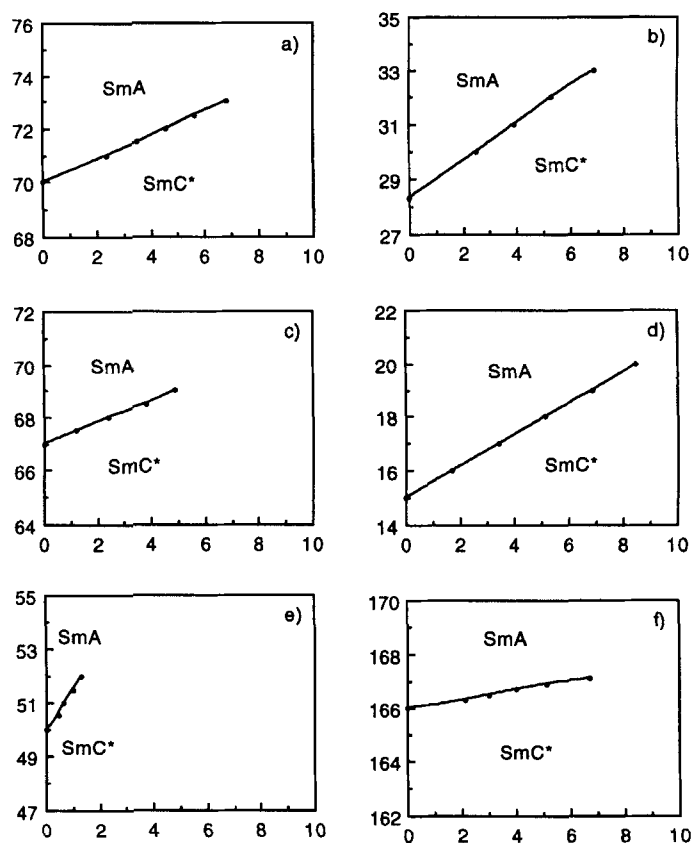 76
a)
SmA
74
72
70
SmC*
68
0 2 4 6 8 10
35
b)
33
SmA
31
29
SmC*
27
0 2 4 6 8 10
72
c)
70
SmA
68
66
SmC*
64
0 2 4 6 8 10
22
d)
20
SmA
18
16
SmC*
14
0 2 4 6 8 10
55
e)
SmA
53
51
49
SmC*
47
0 2 4 6 8 10
170
f)
SmA
168
166
164
SmC*
162
0 2 4 6 8 10